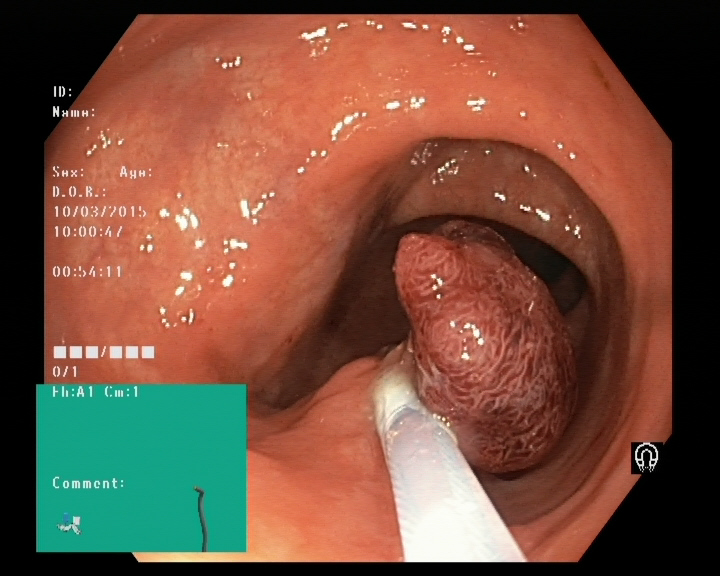 ID:
Name:
Sex: Age:
D.O.B.:
10/03/2015
10:00:47
00:54:11
■■■/■■■
0/1
Eh:A1 Cm:1
Comment: